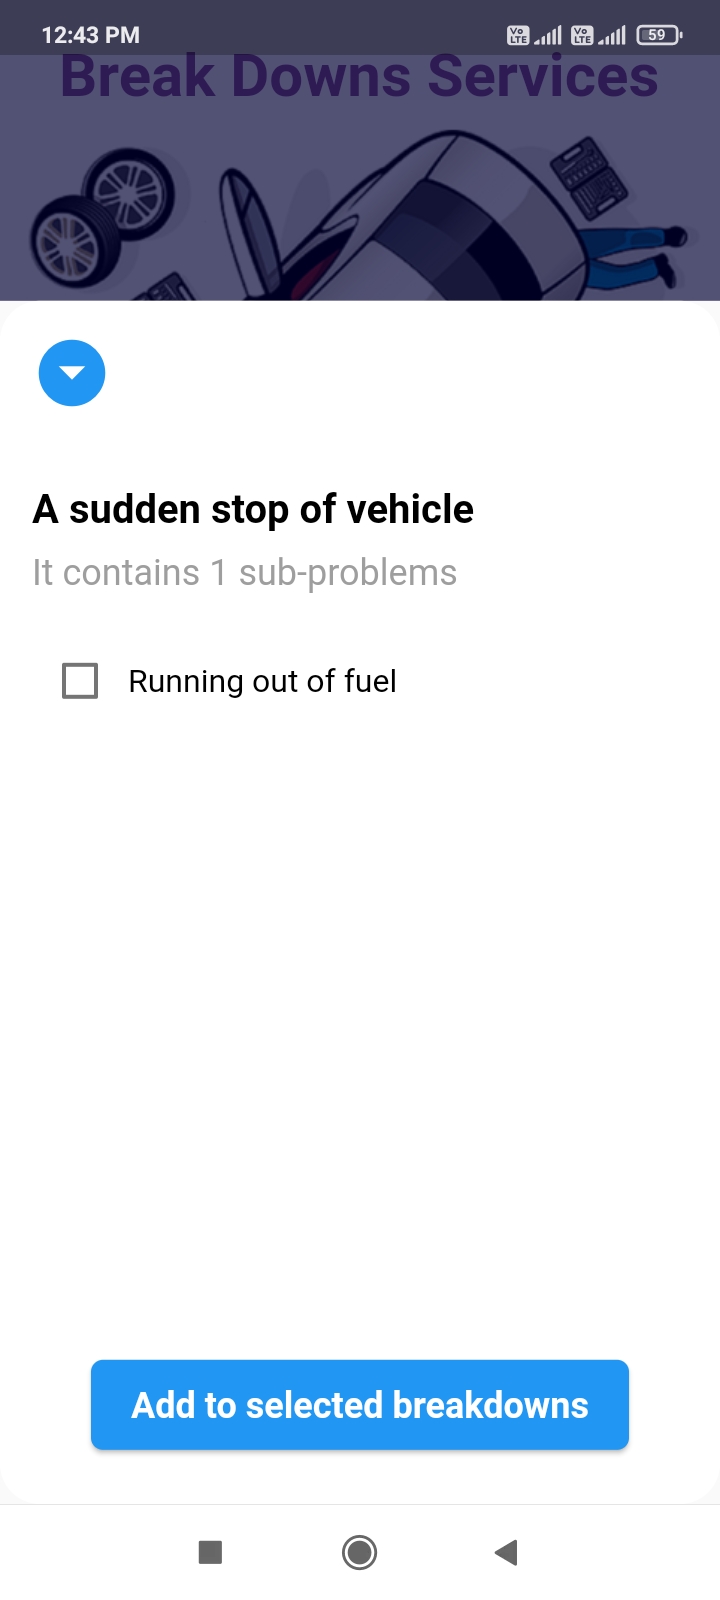 12:43 PM
Vo LTE Vo LTE 59
Break Downs Services
A sudden stop of vehicle
It contains 1 sub-problems
Running out of fuel
Add to selected breakdowns